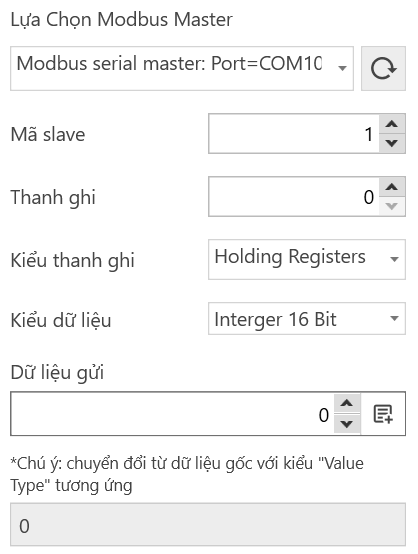 Lựa Chọn Modbus Master
Modbus serial master: Port=COM10
Mã slave
1
Thanh ghi
0
Kiểu thanh ghi
Holding Registers
Kiểu dữ liệu
Interger 16 Bit
Dữ liệu gửi
0
*Chú ý: chuyển đổi từ dữ liệu gốc với kiểu "Value
Type" tương ứng
0